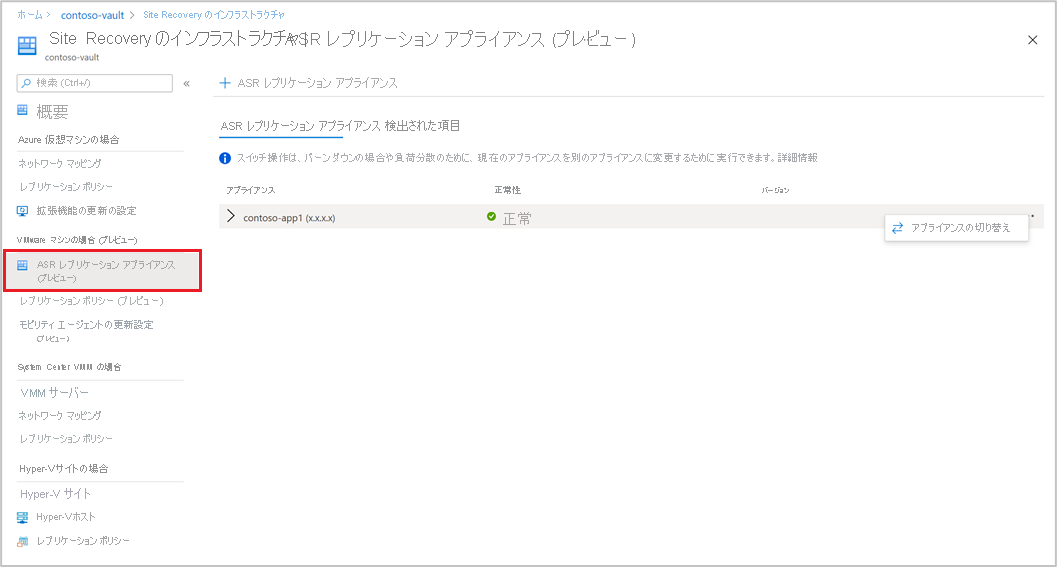 ホーム > contoso-vault > Site Recovery のインフラストラクチャ
Site Recovery のインフラストラクチャ | ASR レプリケーション アプライアンス (プレビュー)
contoso-vault
検索 (Ctrl+/)
«
+ ASR レプリケーション アプライアンス
概要
Azure 仮想マシンの場合
ネットワーク マッピング
レプリケーション ポリシー
拡張機能の更新の設定
VMware マシンの場合 (プレビュー)
ASR レプリケーション アプライアンス
(プレビュー)
レプリケーション ポリシー (プレビュー)
モビリティ エージェントの更新設定
(プレビュー)
System Center VMM の場合
VMM サーバー
ネットワーク マッピング
レプリケーション ポリシー
Hyper-Vサイトの場合
Hyper-V サイト
Hyper-Vホスト
レプリケーション ポリシー
ASR レプリケーション アプライアンス 検出された項目
スイッチ操作は、バーンダウンの場合や負荷分散のために、現在のアプライアンスを別のアプライアンスに変更するために実行できます。詳細情報
アプライアンス 正常性 バージョン
contoso-app1 (x.x.x.x) 正常
アプライアンスの切り替え